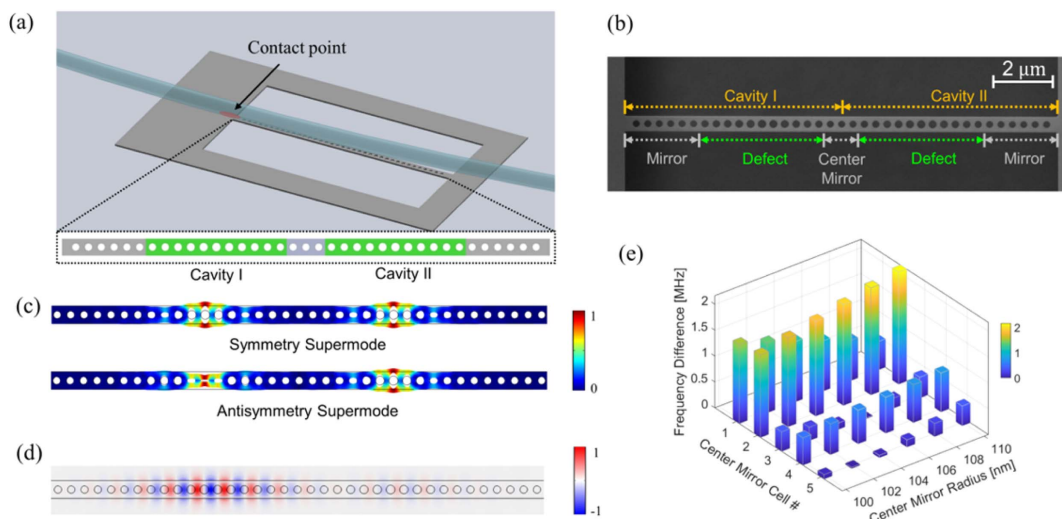 (a)
Contact point
Cavity I
Cavity II
(b)
2 μm
Cavity I
Cavity II
Mirror
Defect
Center
Mirror
Defect
Mirror
(c)
1
0
Symmetry Supermode
Antisymmetry Supermode
(d)
1
-1
(e)
Frequency Difference [MHz]
2
1.5
1
0.5
0
2
1
0
1
2
3
4
5
Center Mirror Cell #
100
102
104
106
108
110
Center Mirror Radius [nm]